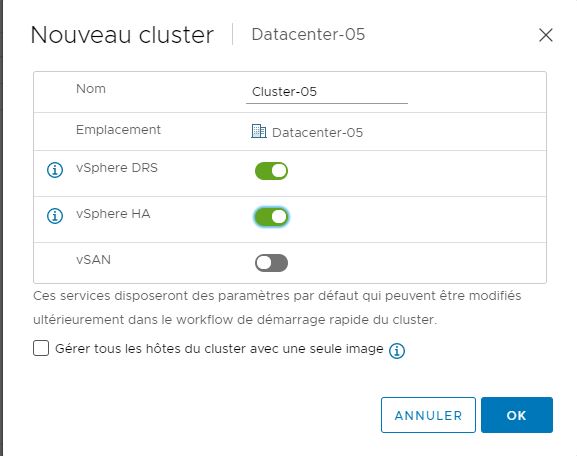 Nouveau cluster | Datacenter-05
Nom Cluster-05
Emplacement Datacenter-05
vSphere DRS
vSphere HA
vSAN
Ces services disposeront des paramètres par défaut qui peuvent être modifiés
ultérieurement dans le workflow de démarrage rapide du cluster.
Gérer tous les hôtes du cluster avec une seule image
ANNULER OK